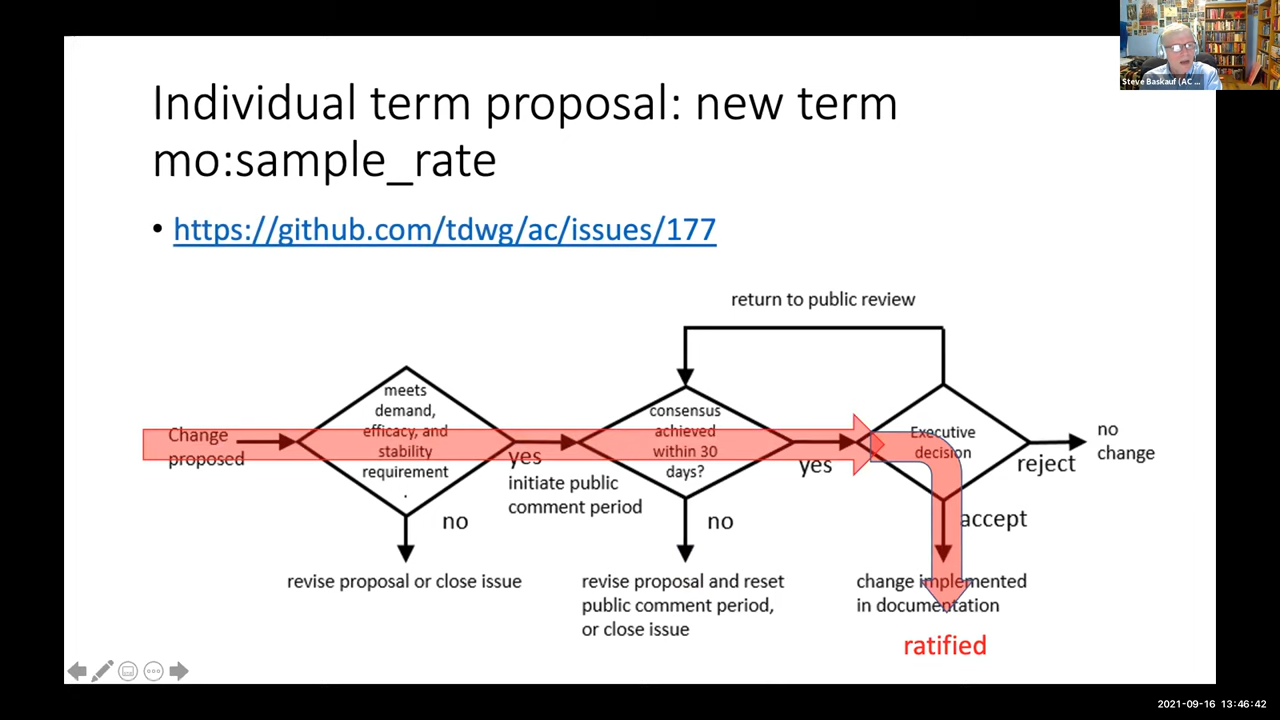 Steve Baskauf (AC ...
Individual term proposal: new term
mo:sample_rate
• https://github.com/tdwg/ac/issues/177
return to public review
Change
proposed
meets
demand,
efficacy, and
stability
requirement
.
yes
initiate public
comment period
no
revise proposal or close issue
consensus
achieved
within 30
days?
yes
no
revise proposal and reset
public comment period,
or close issue
Executive
decision
reject
no
change
accept
change implemented
in documentation
ratified
2021-09-16 13:46:42